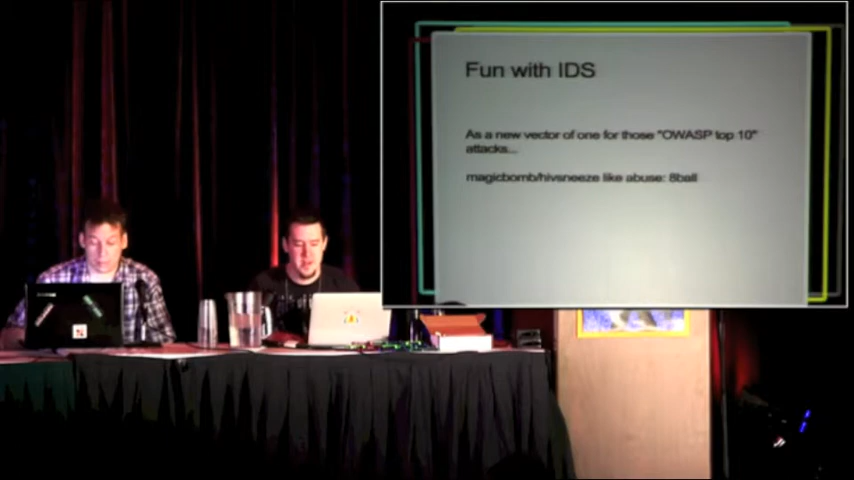 Fun with IDS
As a new vector of one for those "OWASP top 10"
attacks...
magicbomb/hivsneeze like abuse: 8ball